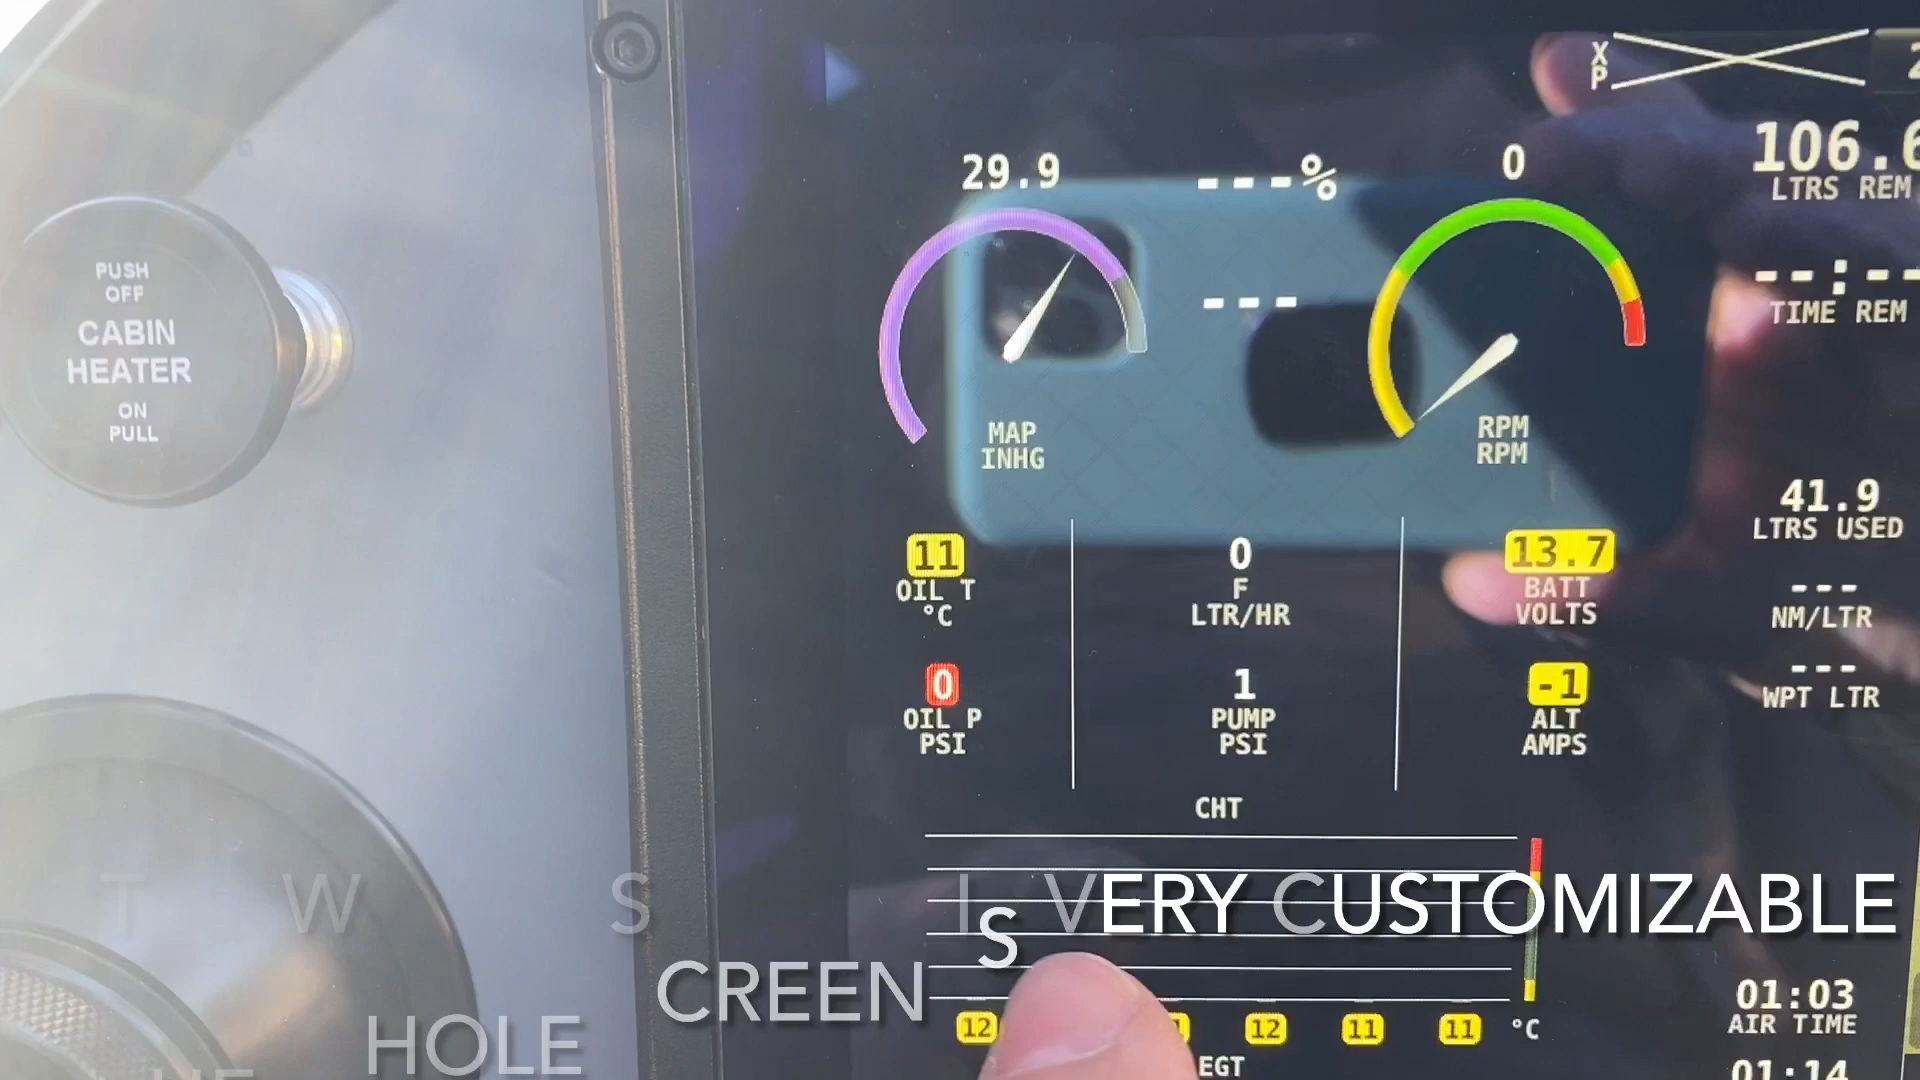 PUSH
OFF
CABIN
HEATER
ON
PULL
XP
29.9
---%
0
106.6
LTRS REM
--:--
TIME REM
---
MAP
INHG
RPM
RPM
41.9
LTRS USED
11
OIL T
°C
0
F
LTR/HR
13.7
BATT
VOLTS
---
NM/LTR
0
OIL P
PSI
1
PUMP
PSI
-1
ALT
AMPS
---
WPT LTR
CHT
T W S I VERY CUSTOMIZABLE
S
CREEN
HOLE
12
12
11
11
°C
01:03
AIR TIME
EGT
01:14